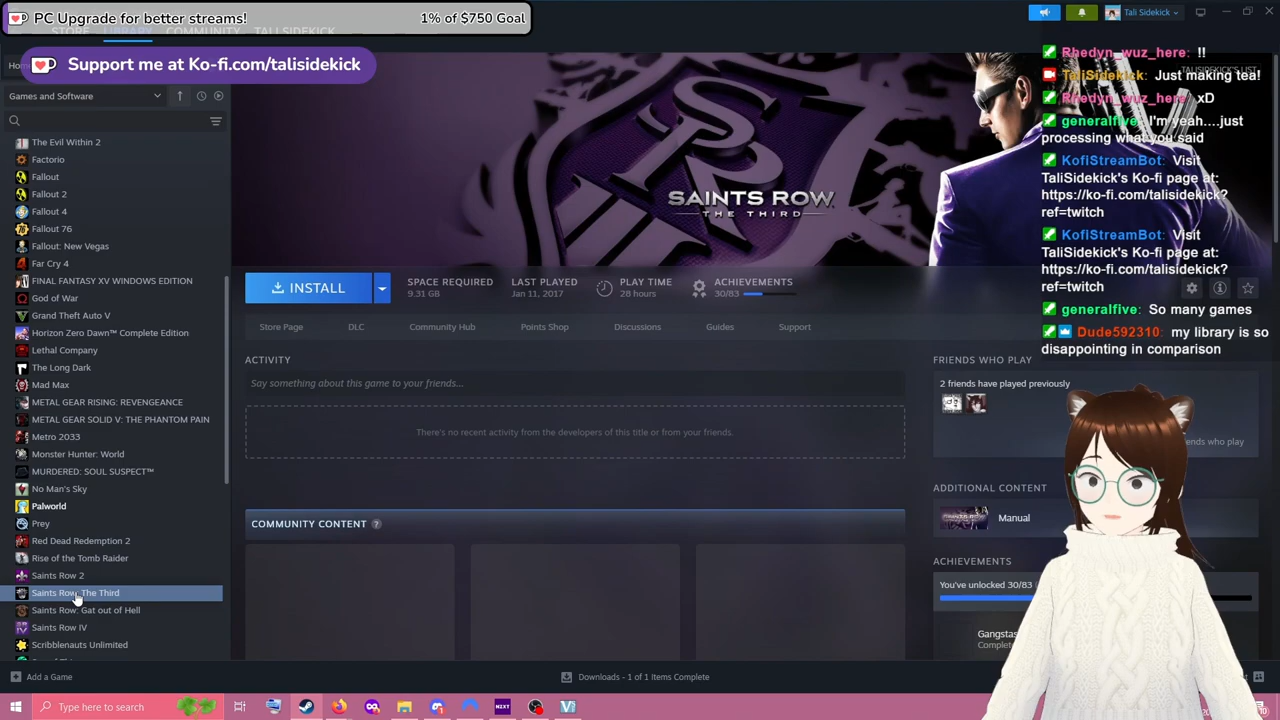 PC Upgrade for better streams!
1% of $750 Goal
STORE LIBRARY COMMUNITY TALISIDEKICK
Tali Sidekick
Support me at Ko-fi.com/talisidekick
TALISIDEKICK'S LIST
Games and Software
The Evil Within 2
Factorio
Fallout
Fallout 2
Fallout 4
Fallout 76
Fallout: New Vegas
Far Cry 4
FINAL FANTASY XV WINDOWS EDITION
God of War
Grand Theft Auto V
Horizon Zero Dawn™ Complete Edition
Lethal Company
The Long Dark
Mad Max
METAL GEAR RISING: REVENGEANCE
METAL GEAR SOLID V: THE PHANTOM PAIN
Metro 2033
Monster Hunter: World
MURDERED: SOUL SUSPECT™
No Man's Sky
Palworld
Prey
Red Dead Redemption 2
Rise of the Tomb Raider
Saints Row 2
Saints Row: The Third
Saints Row: Gat out of Hell
Saints Row IV
Scribblenauts Unlimited
Add a Game
SAINTS ROW
THE THIRD
INSTALL
SPACE REQUIRED
9.31 GB
LAST PLAYED
Jan 11, 2017
PLAY TIME
28 hours
ACHIEVEMENTS
30/83
Store Page
DLC
Community Hub
Points Shop
Discussions
Guides
Support
ACTIVITY
Say something about this game to your friends...
There's no recent activity from the developers of this title or from your friends.
COMMUNITY CONTENT ?
FRIENDS WHO PLAY
2 friends have played previously
ends who play
ADDITIONAL CONTENT
Manual
ACHIEVEMENTS
You've unlocked 30/83
Gangstas
Rhedyn_wuz_here: !!
TaliSidekick: Just making tea!
Rhedyn_wuz_here: xD
generalfive: I'm yeah....just
processing what you
said
KofiStreamBot: Visit
TaliSidekick's Ko-fi page at:
https://ko-fi.com/talisidekick?
ref=twitch
KofiStreamBot: Visit
TaliSidekick's Ko-fi page at:
https://ko-fi.com/talisidekick?
ref=twitch
generalfive: So many games
Dude592310: my library is so
disappointing in comparison
Downloads - 1 of 1 Items Complete
Type here to search
NZXT